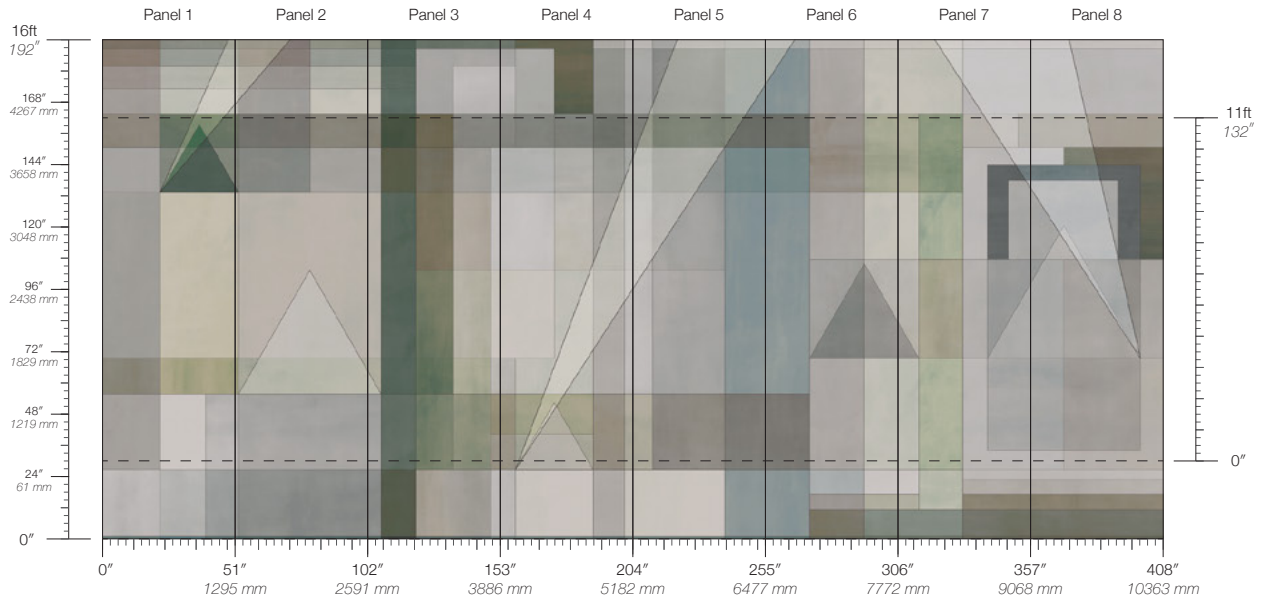 Panel 1 Panel 2 Panel 3 Panel 4 Panel 5 Panel 6 Panel 7 Panel 8
16ft
192″
168″
4267 mm
144″
3658 mm
120″
3048 mm
96″
2438 mm
72″
1829 mm
48″
1219 mm
24″
61 mm
0″
11ft
132″
0″
0″ 51″ 102″ 153″ 204″ 255″ 306″ 357″ 408″
1295 mm 2591 mm 3886 mm 5182 mm 6477 mm 7772 mm 9068 mm 10363 mm